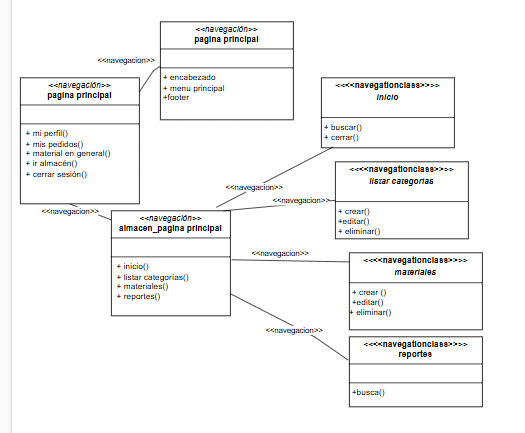 <<navegación>>
pagina principal
+ encabezado
+ menu principal
+footer
<<navegacion>>
<<navegación>>
pagina principal
+ mi perfil()
+ mis pedidos()
+ material en general()
+ ir almacén()
+ cerrar sesión()
<<<<navegationclass>>>>
inicio
+ buscar()
+ cerrar()
<<navegacion>>
<<<<navegationclass>>>>
listar categorias
+ crear()
+editar()
+ eliminar()
<<navegacion>>
<<navegacion>>
<<navegación>>
almacen_pagina principal
+ inicio()
+ listar categorías()
+ materiales()
+ reportes()
<<navegacion>>
<<<<navegationclass>>>>
materiales
+ crear ()
+editar()
+ eliminar()
<<navegacion>>
<<<<navegationclass>>>>
reportes
+busca()